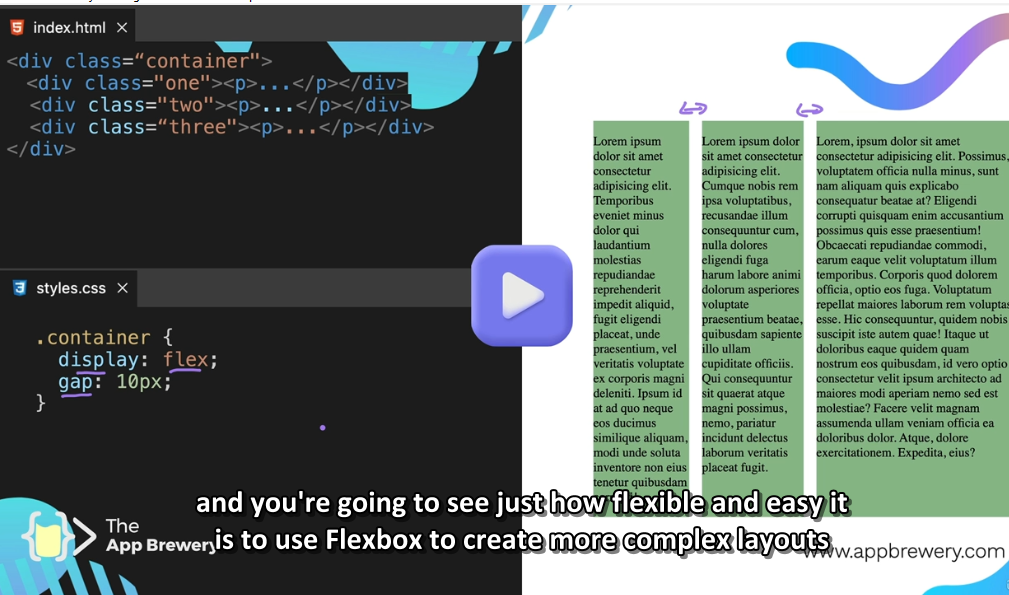 index.html
<div class=“container">
<div class="one"><p>...</p></div>
<div class="two"><p>...</p></div>
<div class=“three"><p>...</p></div>
</div>
styles.css
.container {
display: flex;
gap: 10px;
}
The
App Brewery
Lorem ipsum
dolor sit amet
consectetur
adipisicing elit.
Temporibus
eveniet minus
dolor qui
laudantium
molestias
repudiandae
reprehenderit
impedit aliquid,
fugit eligendi
placeat, unde
praesentium, vel
veritatis voluptate
ex corporis magni
deleniti. Ipsum id
at ad quo neque
eos ducimus
similique aliquam,
modi unde soluta
inventore non eius
tenetur quibusdam
Lorem ipsum dolor
sit amet consectetur
adipisicing elit.
Cumque nobis rem
ipsa voluptatibus,
recusandae illum
consequuntur cum,
nulla dolores
eligendi fuga
harum labore animi
dolorum asperiores
voluptate
praesentium beatae,
quibusdam sapiente
illo ullam
cupiditate officiis.
Qui consequuntur
sit quaerat atque
magni possimus,
nemo, pariatur
incidunt delectus
laborum veritatis
placeat fugit.
Lorem, ipsum dolor sit amet
consectetur adipisicing elit. Possimus,
voluptatem officia nulla minus, sunt
nam aliquam quis explicabo
consequatur beatae at? Eligendi
corrupti quisquam enim accusantium
possimus quis esse praesentium!
Obcaecati repudiandae commodi,
earum eaque velit voluptatum illum
temporibus. Corporis quod dolorem
officia, optio eos fuga. Voluptatum
repellat maiores laborum rem voluptas
esse. Hic consequuntur, quidem nobis
suscipit iste autem quae! Itaque ut
doloribus eaque quidem quam
nostrum eos quibusdam, id vero optio
consectetur velit ipsum architecto ad
maiores modi aperiam nemo sed est
molestiae? Facere velit magnam
assumenda ullam veniam officia ea
doloribus dolor. Atque, dolore
exercitationem. Expedita, eius?
and you're going to see just how flexible and easy it
is to use Flexbox to create more complex layouts
www.appbrewery.com